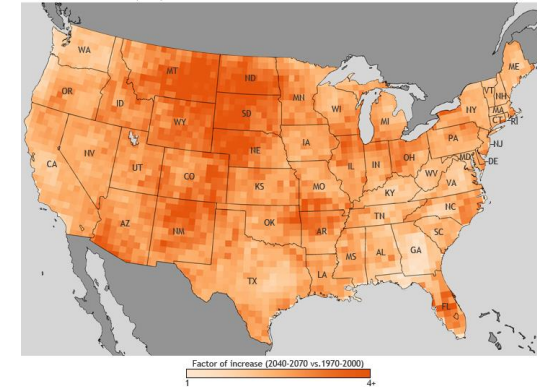 WA
MT
ND
MN
ME
OR
ID
WY
SD
WI
MI
NY
VT
NH
MA
CT
RI
NV
UT
CO
NE
IA
IL
IN
OH
PA
NJ
MD
DE
WV
VA
CA
KS
MO
KY
AZ
NM
OK
AR
TN
NC
SC
TX
LA
MS
AL
GA
FL
Factor of increase (2040-2070 vs.1970-2000)
1
4+